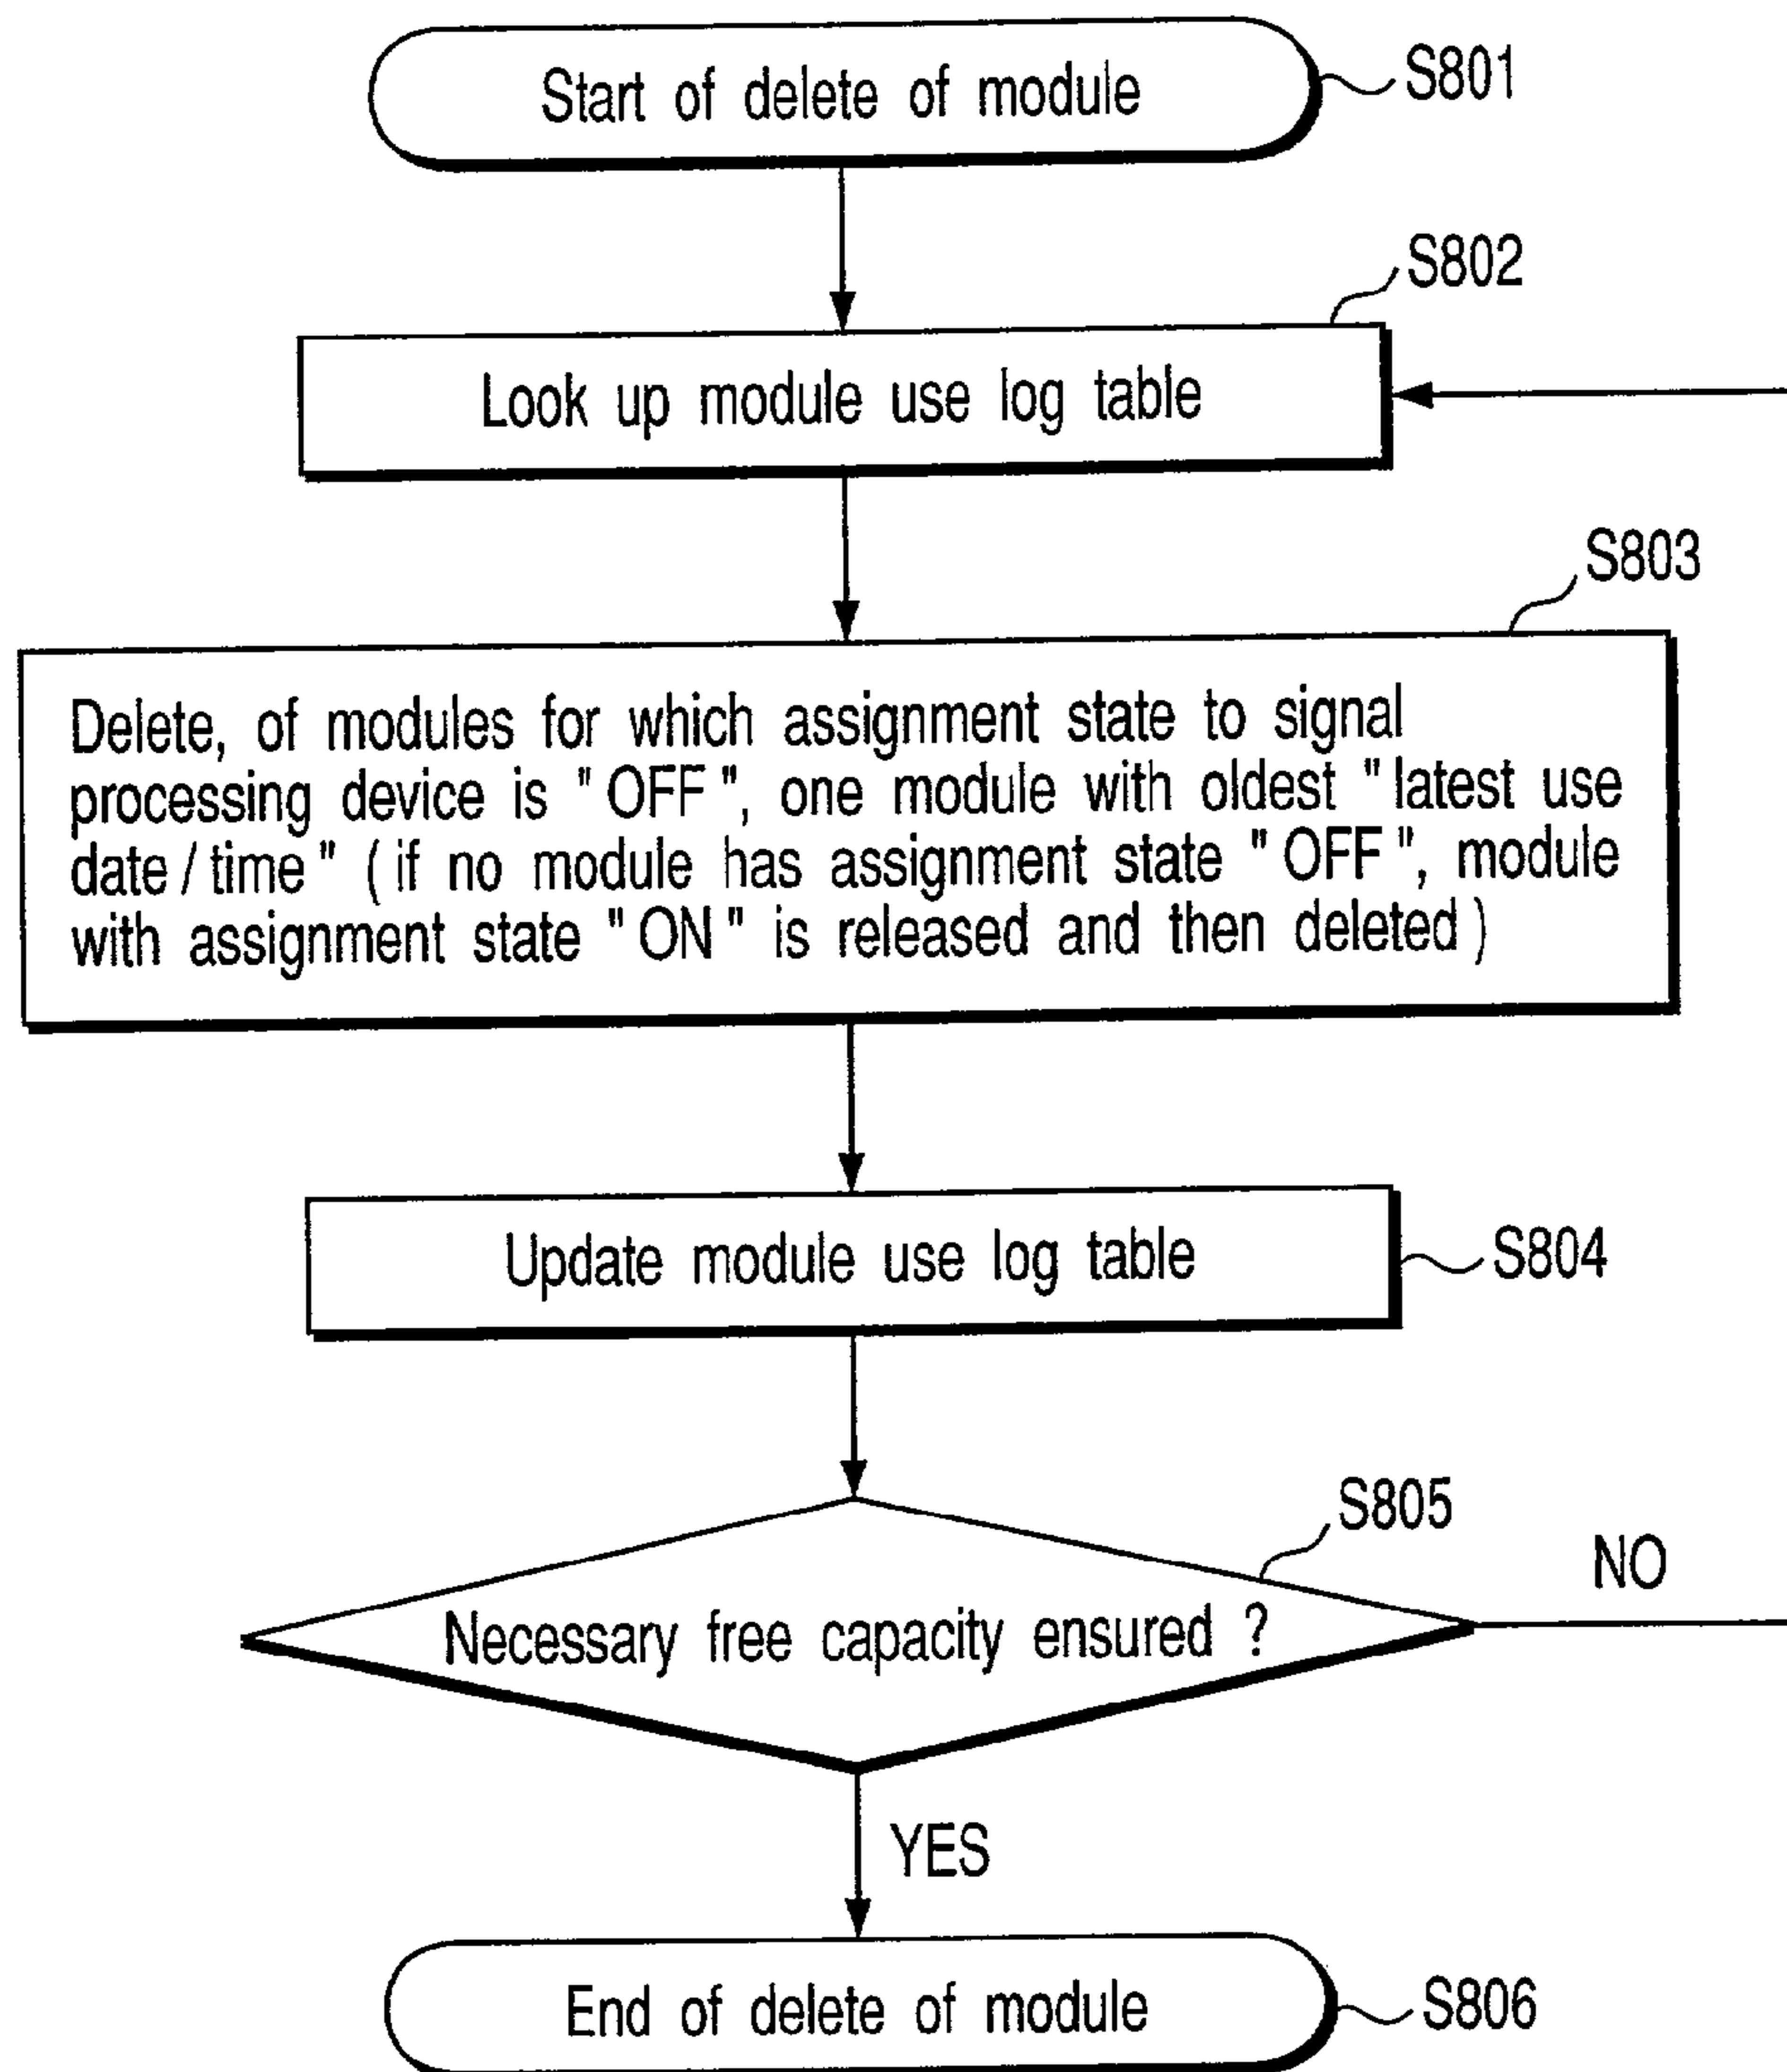 Start of delete of module
S801
S802
Look up module use log table
S803
Delete, of modules for which assignment state to signal
processing device is "OFF", one module with oldest "latest use
date/time" (if no module has assignment state "OFF", module
with assignment state "ON" is released and then deleted)
Update module use log table
S804
S805
NO
Necessary free capacity ensured ?
YES
End of delete of module
S806